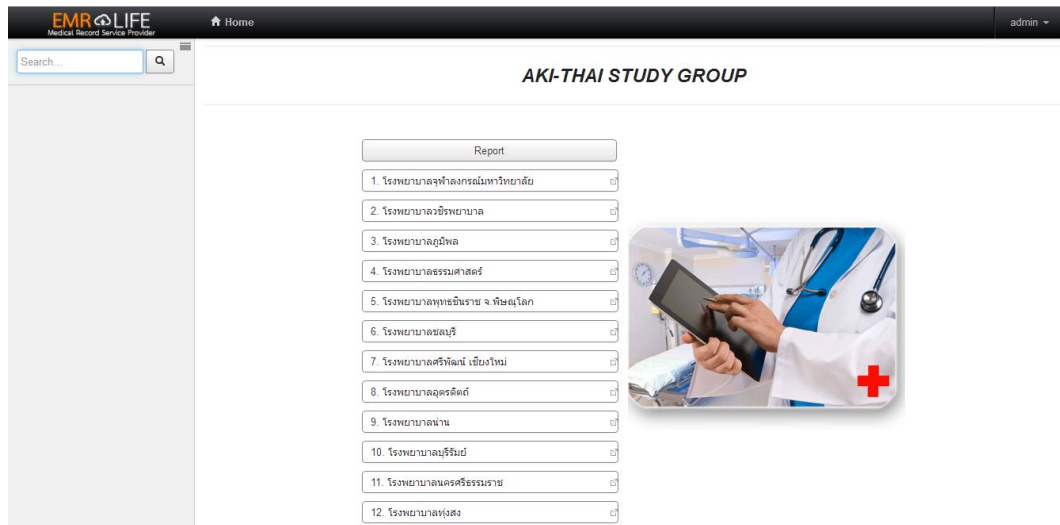 EMR LIFE
Medical Record Service Provider
Home
admin
Search...
AKI-THAI STUDY GROUP
Report
1. โรงพยาบาลจุฬาลงกรณ์มหาวิทยาลัย
2. โรงพยาบาลวชิรพยาบาล
3. โรงพยาบาลภูมิพล
4. โรงพยาบาลธรรมศาสตร์
5. โรงพยาบาลพุทธชินราช จ.พิษณุโลก
6. โรงพยาบาลชลบุรี
7. โรงพยาบาลศรีพัฒน์ เชียงใหม่
8. โรงพยาบาลอุตรดิตถ์
9. โรงพยาบาลน่าน
10. โรงพยาบาลบุรีรัมย์
11. โรงพยาบาลนครศรีธรรมราช
12. โรงพยาบาลทุ่งสง